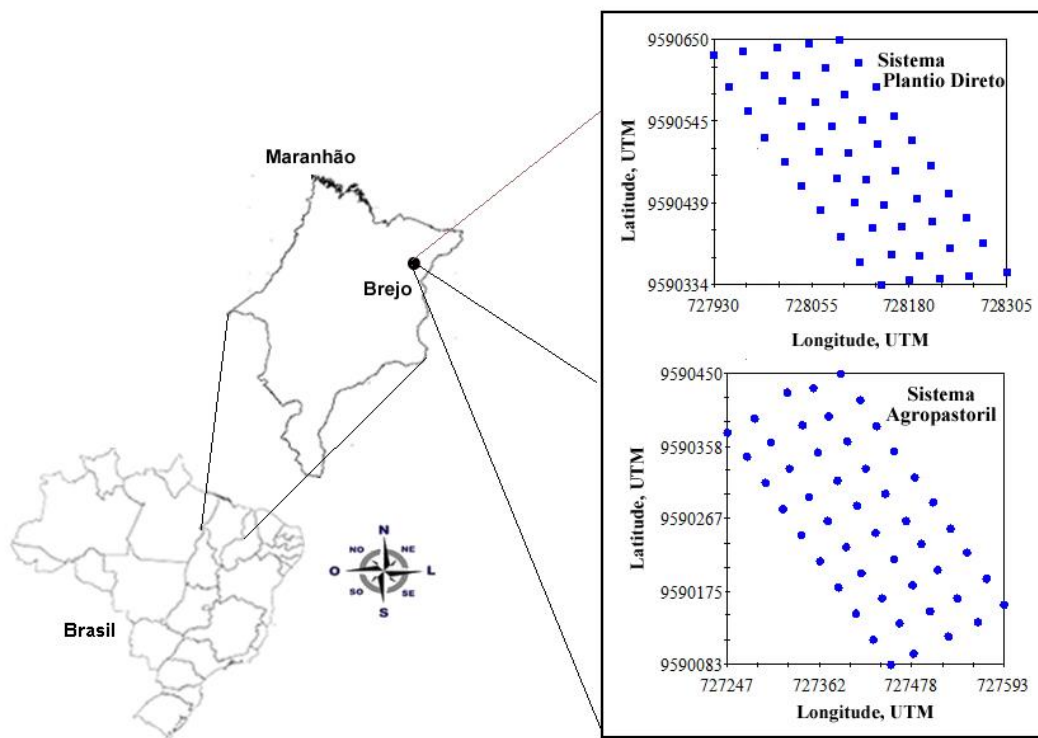 Maranhão
Brejo
Brasil
N
NO
NE
O
L
SO
SE
S
Sistema
Plantio Direto
9590650
9590545
9590439
9590334
Latitude, UTM
727930
728055
728180
728305
Longitude, UTM
Sistema
Agropastoril
9590450
9590358
9590267
9590175
9590083
Latitude, UTM
727247
727362
727478
727593
Longitude, UTM